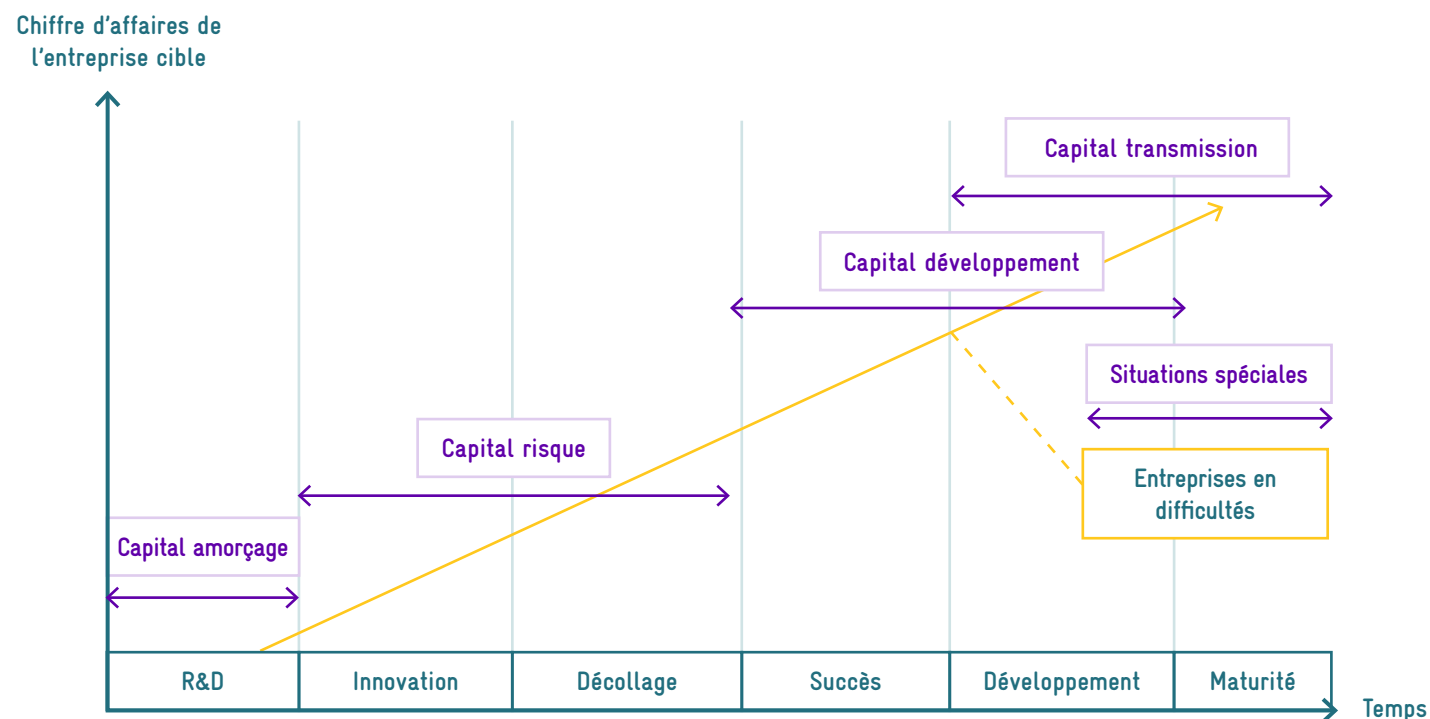 Chiffre d'affaires de
l'entreprise cible
Capital transmission
Capital développement
Situations spéciales
Capital risque
Entreprises en
difficultés
Capital amorçage
R&D
Innovation
Décollage
Succès
Développement
Maturité
Temps